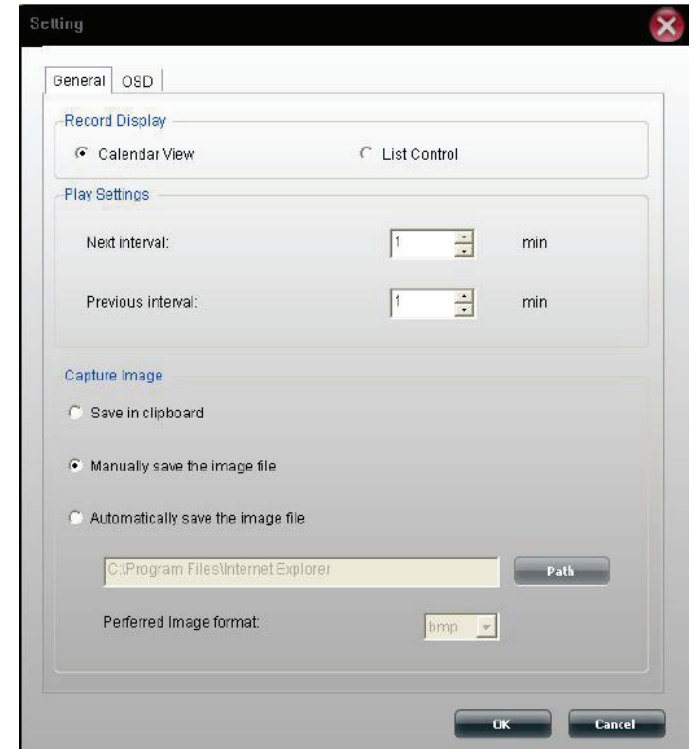 Setting
General OSD
Record Display
Calendar View List Control
Play Settings
Next interval: 1 min
Previous interval: 1 min
Capture Image
Save in clipboard
Manually save the image file
Automatically save the image file
C:\Program Files\Internet Explorer Path
Perferred Image format: bmp
OK Cancel